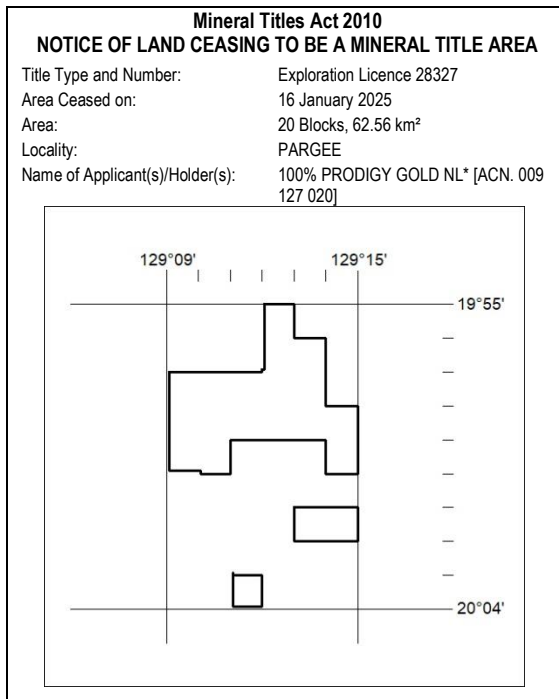 Mineral Titles Act 2010
NOTICE OF LAND CEASING TO BE A MINERAL TITLE AREA
Title Type and Number: Exploration Licence 28327
Area Ceased on: 16 January 2025
Area: 20 Blocks, 62.56 km²
Locality: PARGEE
Name of Applicant(s)/Holder(s): 100% PRODIGY GOLD NL* [ACN. 009
127 020]
129°09' 129°15'
19°55'
20°04'